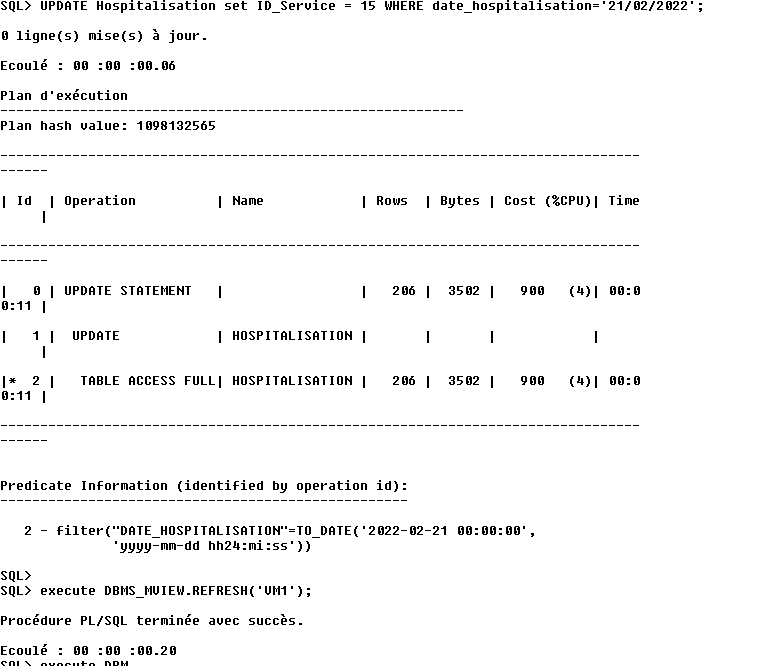 SQL> UPDATE Hospitalisation set ID_Service = 15 WHERE date_hospitalisation='21/02/2022';
0 ligne(s) mise(s) à jour.
Ecoulé : 00 :00 :00.06
Plan d'exécution
----------------------------------------------------------
Plan hash value: 1098132565
--------------------------------------------------------------------------------
------
| Id  | Operation          | Name            | Rows  | Bytes | Cost (%CPU)| Time
     |
--------------------------------------------------------------------------------
------
|   0 | UPDATE STATEMENT   |                 |   206 |  3502 |   900   (4)| 00:0
0:11 |
|   1 |  UPDATE            | HOSPITALISATION |       |       |            |
     |
|*  2 |   TABLE ACCESS FULL| HOSPITALISATION |   206 |  3502 |   900   (4)| 00:0
0:11 |
--------------------------------------------------------------------------------
------
Predicate Information (identified by operation id):
---------------------------------------------------
   2 - filter("DATE_HOSPITALISATION"=TO_DATE('2022-02-21 00:00:00',
              'yyyy-mm-dd hh24:mi:ss'))
SQL>
SQL> execute DBMS_MVIEW.REFRESH('VM1');
Procédure PL/SQL terminée avec succès.
Ecoulé : 00 :00 :00.20
SQL> execute DBM